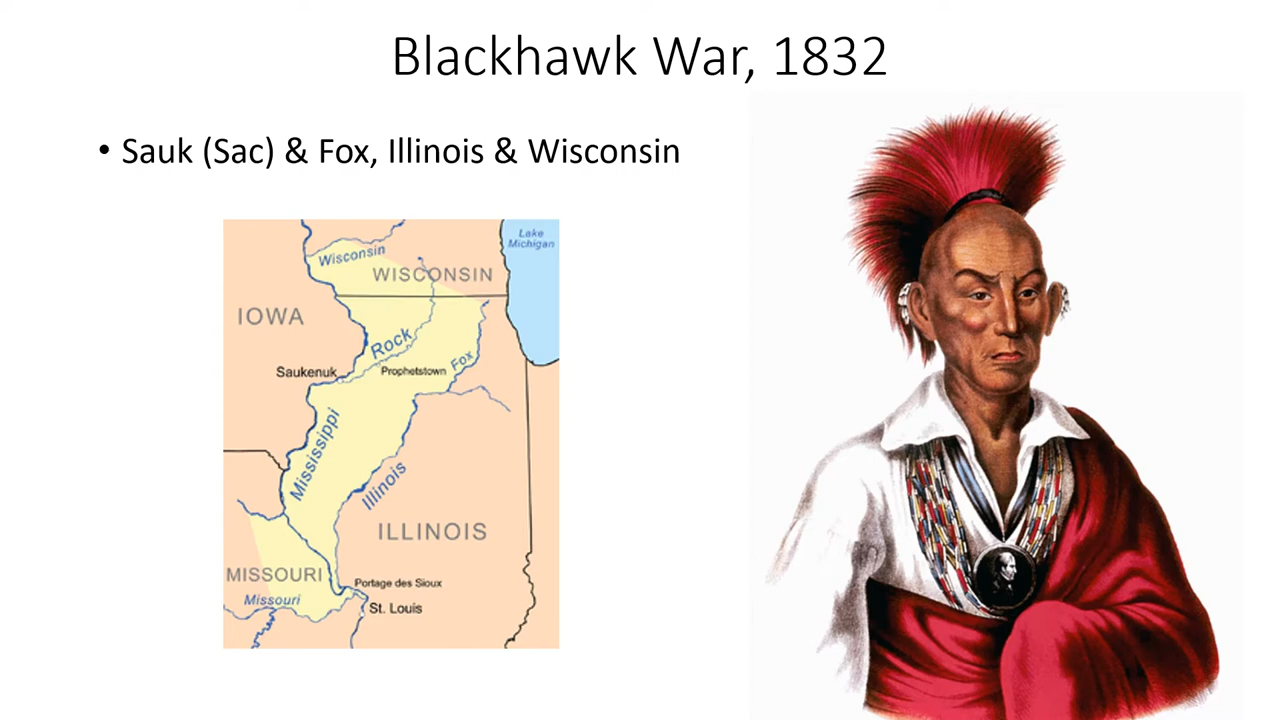 Blackhawk War, 1832
• Sauk (Sac) & Fox, Illinois & Wisconsin
Lake
Michigan
Wisconsin
WISCONSIN
IOWA
Rock
Saukenuk
Prophetstown
Fox
Mississippi
Illinois
ILLINOIS
MISSOURI
Portage des Sioux
Missouri
St. Louis